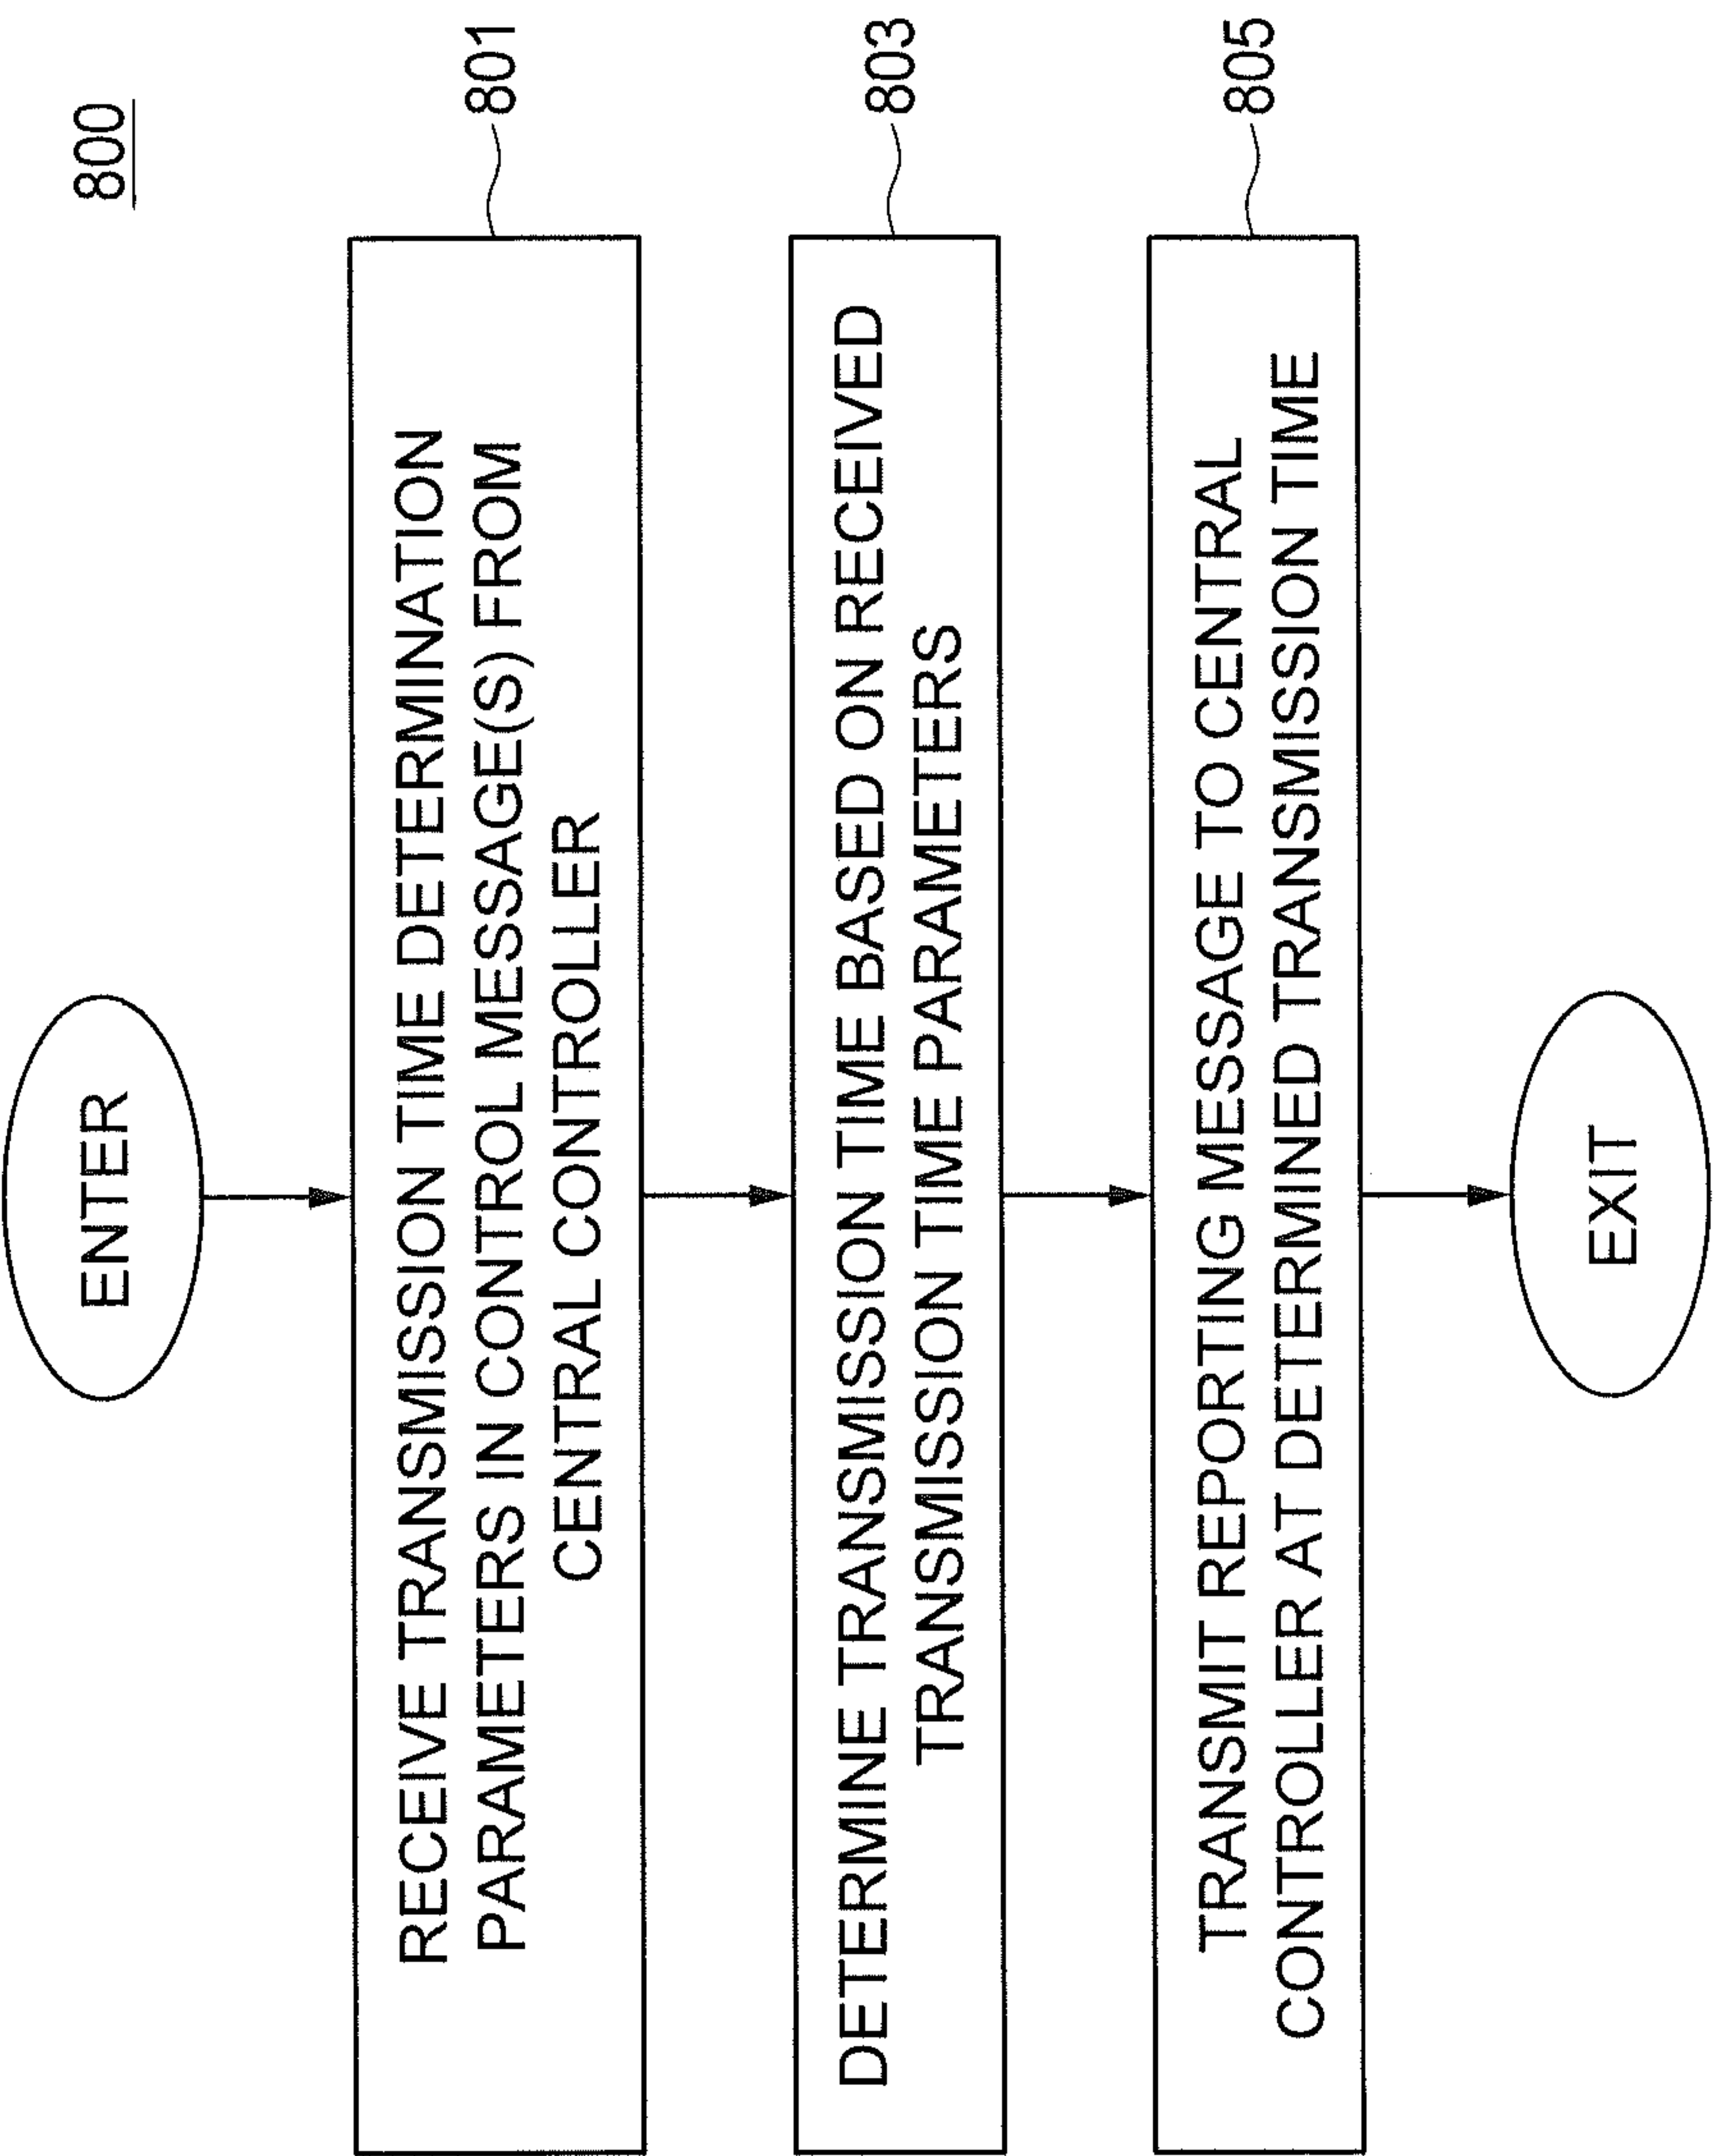 800
ENTER
RECEIVE TRANSMISSION TIME DETERMINATION
PARAMETERS IN CONTROL MESSAGE(S) FROM
CENTRAL CONTROLLER
801
DETERMINE TRANSMISSION TIME BASED ON RECEIVED
TRANSMISSION TIME PARAMETERS
803
TRANSMIT REPORTING MESSAGE TO CENTRAL
CONTROLLER AT DETERMINED TRANSMISSION TIME
805
EXIT